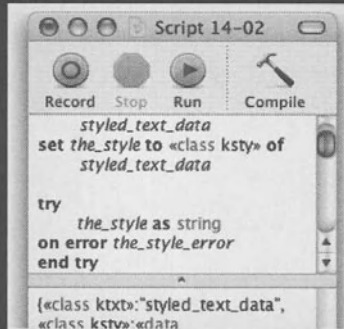 Script 14-02
Record Stop Run Compile
styled_text_data
set the_style to «class ksty» of
styled_text_data
try
the_style as string
on error the_style_error
end try
{«class ktxt»:"styled_text_data",
«class ksty»:«data